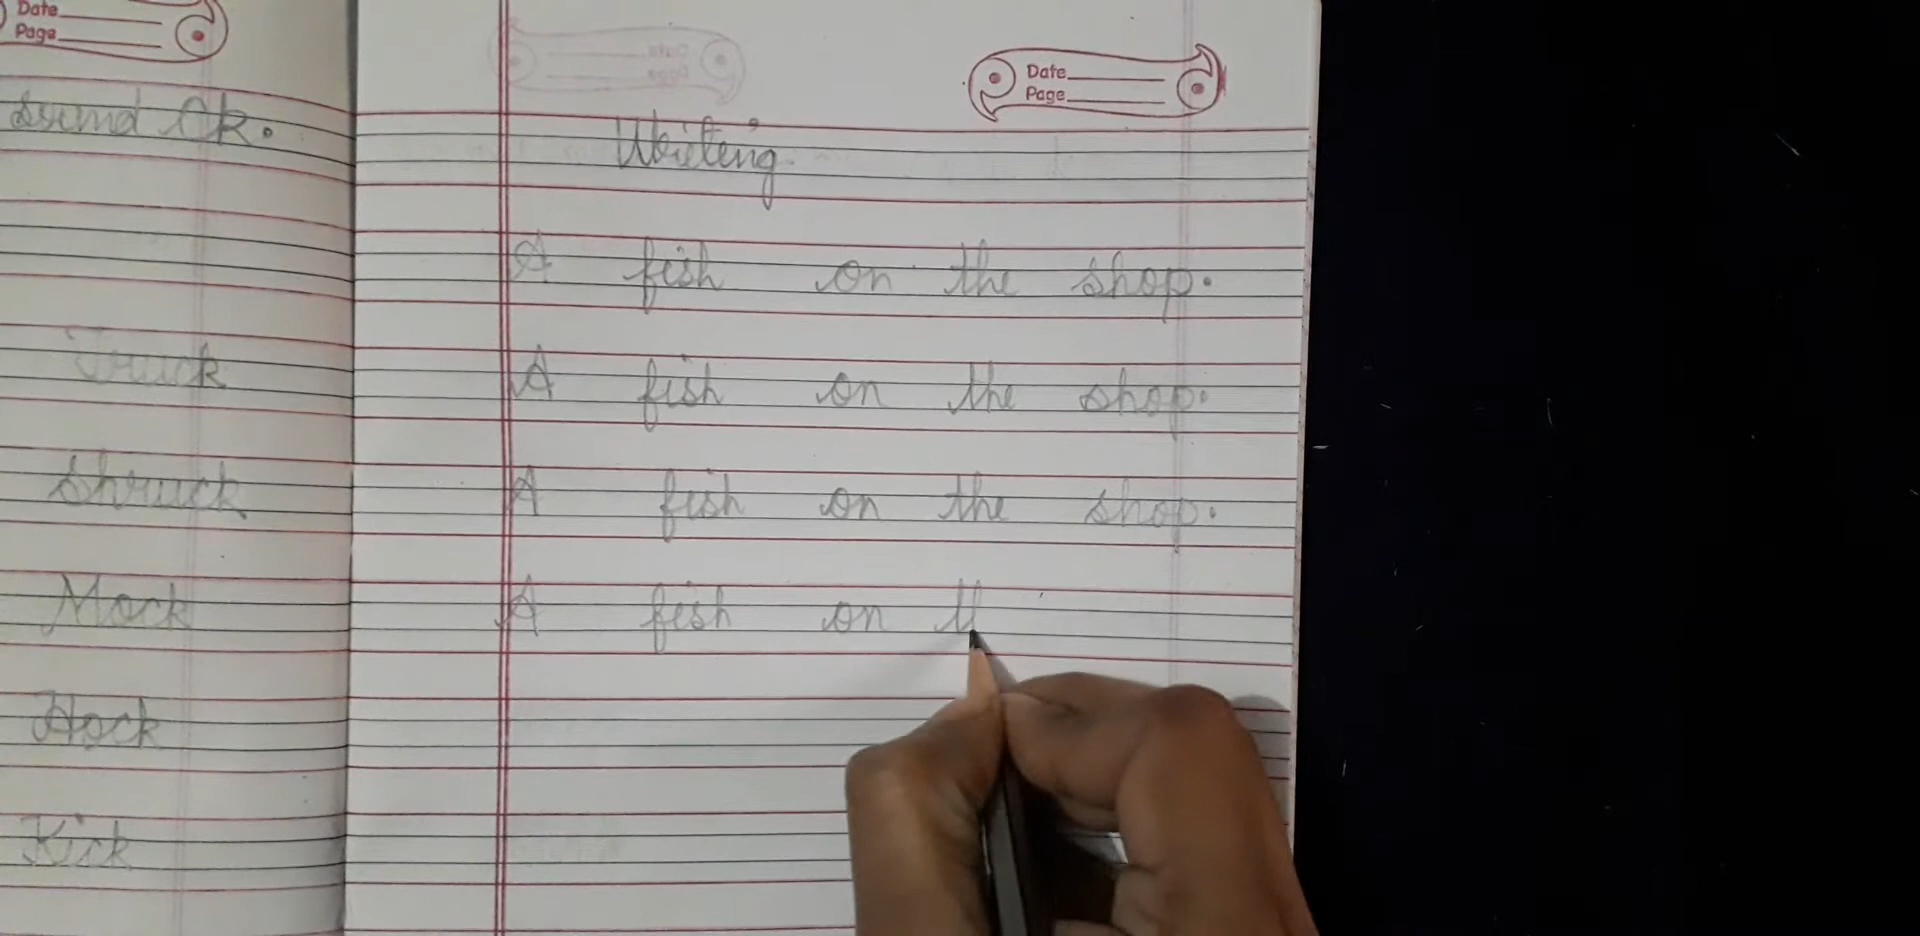 Date
Page
sound Ck.
Truck
Shruck
Mock
Hock
Kick
Date
Page
Writing
A fish on the shop.
A fish on the shop.
A fish on the shop.
A fish on th